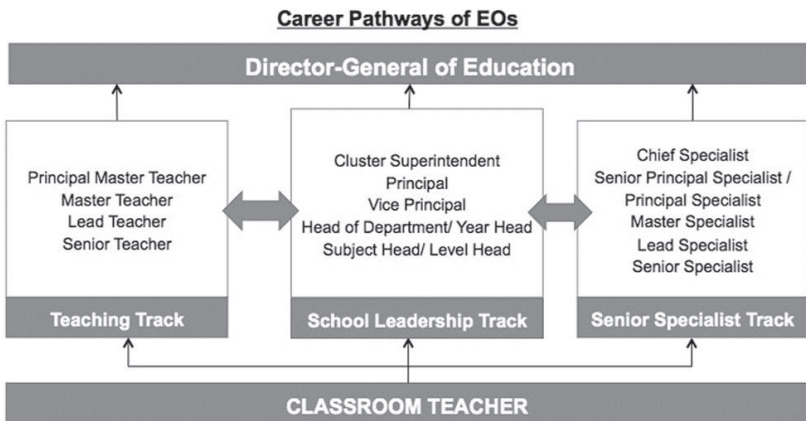 Career Pathways of EOs
Director-General of Education
Principal Master Teacher
Master Teacher
Lead Teacher
Senior Teacher
Teaching Track
Cluster Superintendent
Principal
Vice Principal
Head of Department/ Year Head
Subject Head/ Level Head
School Leadership Track
Chief Specialist
Senior Principal Specialist /
Principal Specialist
Master Specialist
Lead Specialist
Senior Specialist
Senior Specialist Track
CLASSROOM TEACHER